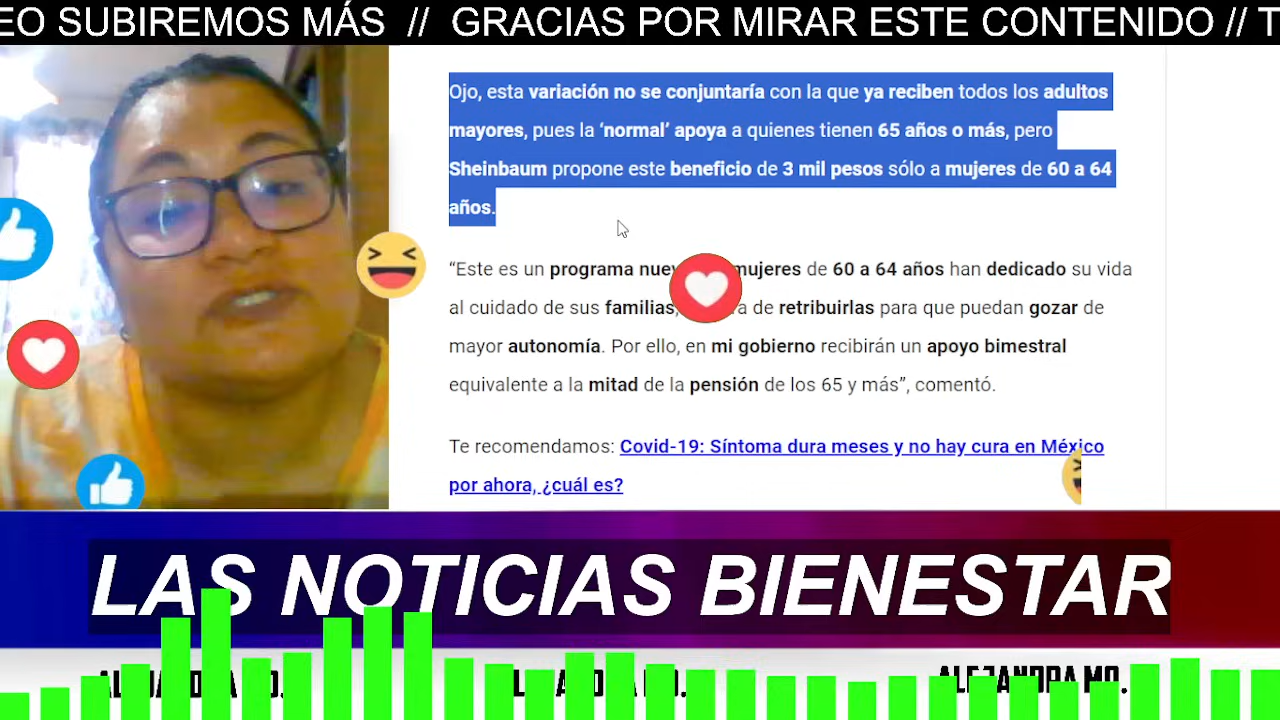 EO SUBIREMOS MÁS // GRACIAS POR MIRAR ESTE CONTENIDO // T
Ojo, esta variación no se conjuntaría con la que ya reciben todos los adultos
mayores, pues la ‘normal’ apoya a quienes tienen 65 años o más, pero
Sheinbaum propone este beneficio de 3 mil pesos sólo a mujeres de 60 a 64
años.
“Este es un programa mujeres de 60 a 64 años han dedicado su vida
al cuidado de sus familias, de retribuirlas para que puedan gozar de
mayor autonomía. Por ello, en mi gobierno recibirán un apoyo bimestral
equivalente a la mitad de la pensión de los 65 y más”, comentó.
Te recomendamos: Covid-19: Síntoma dura meses y no hay cura en México
por ahora, ¿cuál es?
LAS NOTICIAS BIENESTAR
ALEJANDRA MO.